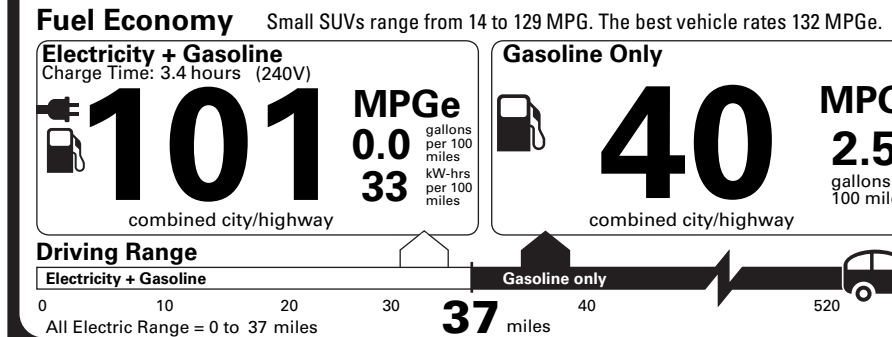 Fuel Economy Small SUVs range from 14 to 129 MPG. The best vehicle rates 132 MPGe.
Electricity + Gasoline
Charge Time: 3.4 hours (240V)
101
MPGe
0.0 gallons per 100 miles
33 kW-hrs per 100 miles
combined city/highway
Gasoline Only
40
MPG
2.5
gallons
100
combined city/highway
Driving Range
Electricity + Gasoline Gasoline only
0 10 20 30 40 520
All Electric Range = 0 to 37 miles
37 miles